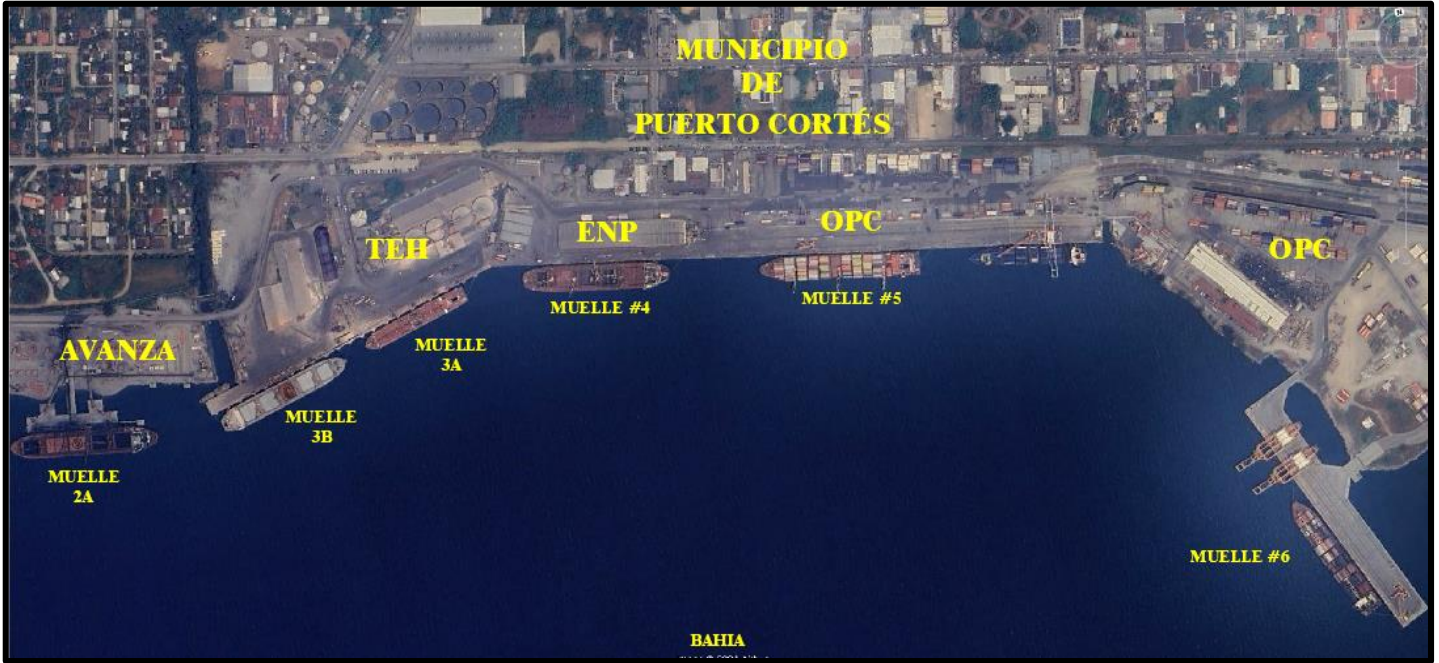 MUNICIPIO
DE
PUERTO CORTÉS
TEH
ENP
OPC
OPC
AVANZA
MUELLE #4
MUELLE #5
MUELLE
3A
MUELLE
3B
MUELLE
2A
MUELLE #6
BAHIA